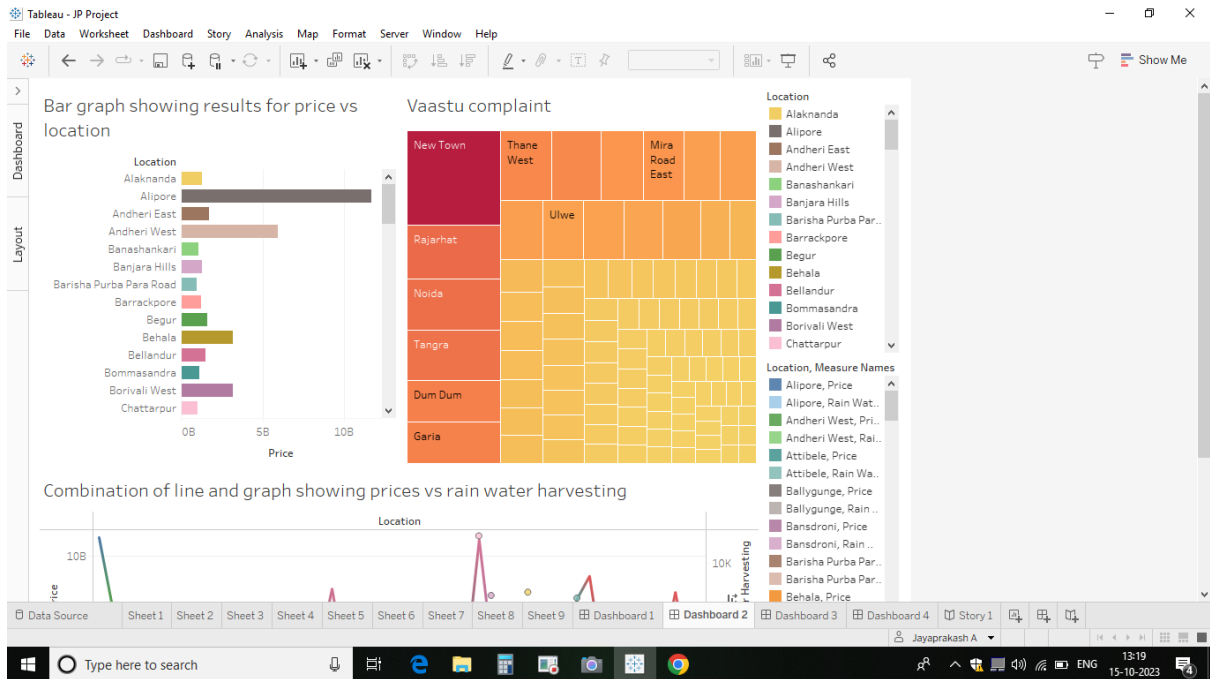 Tableau - JP Project
File Data Worksheet Dashboard Story Analysis Map Format Server Window Help
Show Me
Dashboard
Layout
Bar graph showing results for price vs
location
Location
Alaknanda
Alipore
Andheri East
Andheri West
Banashankari
Banjara Hills
Barisha Purba Para Road
Barrackpore
Begur
Behala
Bellandur
Bommasandra
Borivali West
Chattarpur
0B 5B 10B
Price
Vaastu complaint
New Town
Rajarhat
Noida
Tangra
Dum Dum
Garia
Thane
West
Mira
Road
East
Ulwe
Location
Alaknanda
Alipore
Andheri East
Andheri West
Banashankari
Banjara Hills
Barisha Purba Par..
Barrackpore
Begur
Behala
Bellandur
Bommasandra
Borivali West
Chattarpur
Location, Measure Names
Alipore, Price
Alipore, Rain Wat..
Andheri West, Pri..
Andheri West, Rai..
Attibele, Price
Attibele, Rain Wa..
Ballygunge, Price
Ballygunge, Rain ..
Bansdroni, Price
Bansdroni, Rain ..
Barisha Purba Par..
Barisha Purba Par..
Behala, Price
Combination of line and graph showing prices vs rain water harvesting
Location
10B
10K
Harvesting
Data Source Sheet 1 Sheet 2 Sheet 3 Sheet 4 Sheet 5 Sheet 6 Sheet 7 Sheet 8 Sheet 9 Dashboard 1 Dashboard 2 Dashboard 3 Dashboard 4 Story 1
Jayaprakash A
Type here to search
ENG
13:19
15-10-2023
4